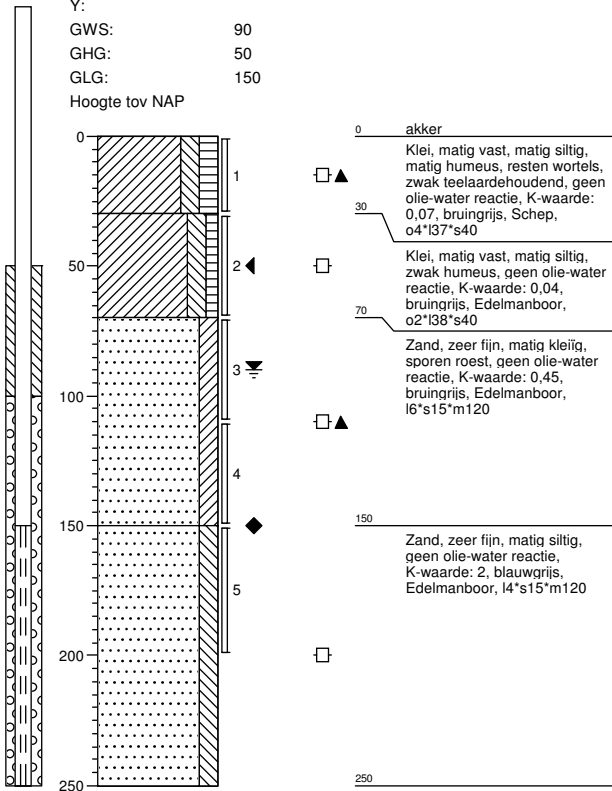 Y:
GWS: 90
GHG: 50
GLG: 150
Hoogte tov NAP
0
50
100
150
200
250
1
2
3
4
5
0 akker
Klei, matig vast, matig siltig,
matig humeus, resten wortels,
zwak teelaardehoudend, geen
olie-water reactie, K-waarde:
0,07, bruingrijs, Schep,
o4*l37*s40
30
Klei, matig vast, matig siltig,
zwak humeus, geen olie-water
reactie, K-waarde: 0,04,
bruingrijs, Edelmanboor,
o2*l38*s40
70
Zand, zeer fijn, matig kleiïg,
sporen roest, geen olie-water
reactie, K-waarde: 0,45,
bruingrijs, Edelmanboor,
l6*s15*m120
150
Zand, zeer fijn, matig siltig,
geen olie-water reactie,
K-waarde: 2, blauwgrijs,
Edelmanboor, l4*s15*m120
250